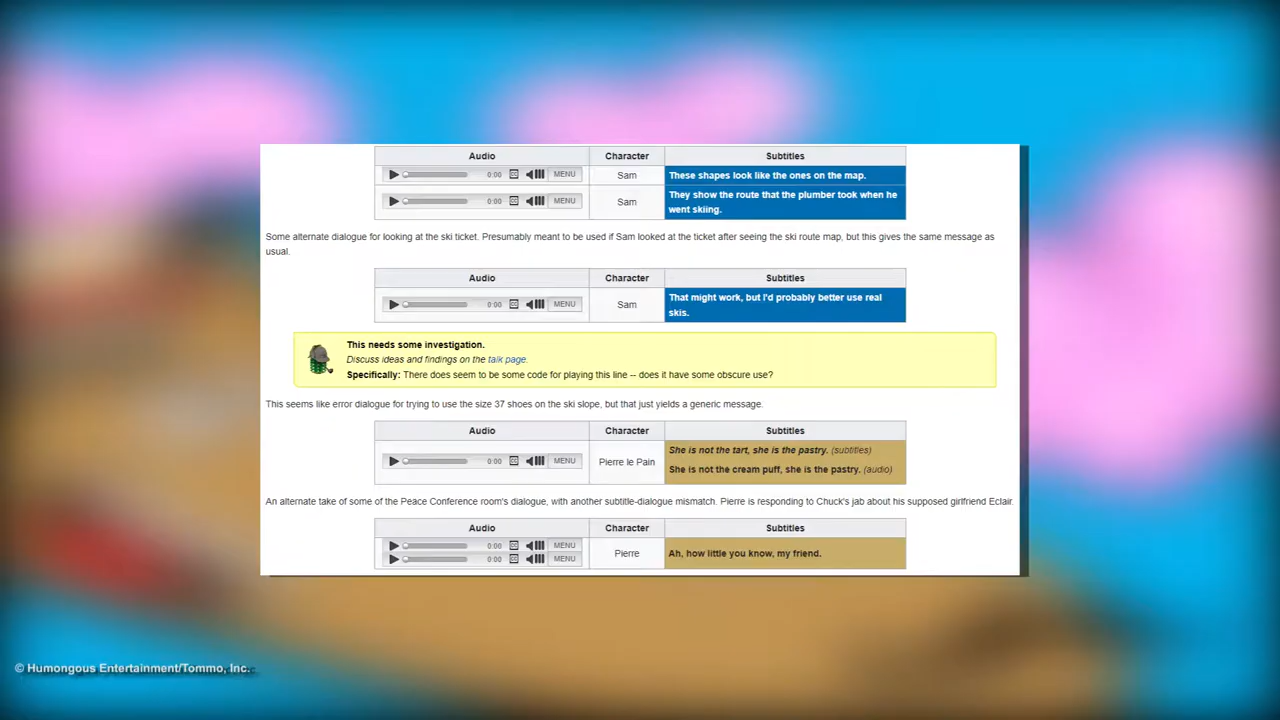 Audio Character Subtitles
0:00 MENU Sam These shapes look like the ones on the map.
0:00 MENU Sam They show the route that the plumber took when he
went skiing.
Some alternate dialogue for looking at the ski ticket. Presumably meant to be used if Sam looked at the ticket after seeing the ski route map, but this gives the same message as
usual.
Audio Character Subtitles
0:00 MENU Sam That might work, but I'd probably better use real
skis.
This needs some investigation.
Discuss ideas and findings on the talk page.
Specifically: There does seem to be some code for playing this line -- does it have some obscure use?
This seems like error dialogue for trying to use the size 37 shoes on the ski slope, but that just yields a generic message.
Audio Character Subtitles
She is not the tart, she is the pastry. (subtitles)
0:00 MENU Pierre le Pain
She is not the cream puff, she is the pastry. (audio)
An alternate take of some of the Peace Conference room's dialogue, with another subtitle-dialogue mismatch. Pierre is responding to Chuck's jab about his supposed girlfriend Eclair.
Audio Character Subtitles
0:00 MENU
Pierre Ah, how little you know, my friend.
0:00 MENU
© Humongous Entertainment/Tommo, Inc.